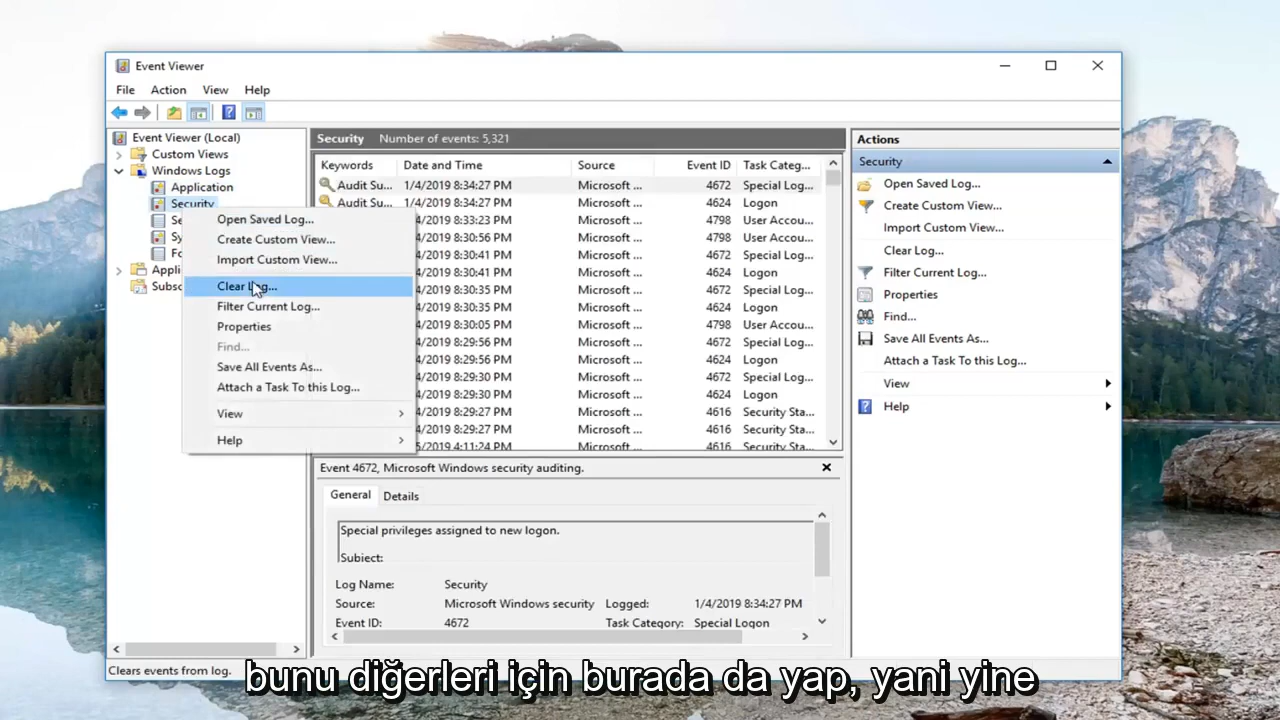 Event Viewer
File Action View Help
Event Viewer (Local)
Custom Views
Windows Logs
Application
Security
Security Number of events: 5,321
Keywords Date and Time Source Event ID Task Categ...
Audit Su... 1/4/2019 8:34:27 PM Microsoft ... 4672 Special Log...
Audit Su... 1/4/2019 8:34:27 PM Microsoft ... 4624 Logon
/4/2019 8:33:23 PM Microsoft ... 4798 User Accou...
/4/2019 8:30:56 PM Microsoft ... 4798 User Accou...
/4/2019 8:30:41 PM Microsoft ... 4672 Special Log...
/4/2019 8:30:41 PM Microsoft ... 4624 Logon
/4/2019 8:30:35 PM Microsoft ... 4672 Special Log...
/4/2019 8:30:35 PM Microsoft ... 4624 Logon
/4/2019 8:30:05 PM Microsoft ... 4798 User Accou...
/4/2019 8:29:56 PM Microsoft ... 4672 Special Log...
/4/2019 8:29:56 PM Microsoft ... 4624 Logon
/4/2019 8:29:30 PM Microsoft ... 4672 Special Log...
/4/2019 8:29:30 PM Microsoft ... 4624 Logon
/4/2019 8:29:27 PM Microsoft ... 4616 Security Sta...
/4/2019 8:29:27 PM Microsoft ... 4616 Security Sta...
/5/2019 4:11:24 PM Microsoft ... 4616 Security Sta...
Open Saved Log...
Create Custom View...
Import Custom View...
Clear Log...
Filter Current Log...
Properties
Find...
Save All Events As...
Attach a Task To this Log...
View
Help
Event 4672, Microsoft Windows security auditing.
General Details
Special privileges assigned to new logon.
Subject:
Log Name: Security
Source: Microsoft Windows security Logged: 1/4/2019 8:34:27 PM
Event ID: 4672 Task Category: Special Logon
Actions
Security
Open Saved Log...
Create Custom View...
Import Custom View...
Clear Log...
Filter Current Log...
Properties
Find...
Save All Events As...
Attach a Task To this Log...
View
Help
Clears events from log.
bunu diğerleri için burada da yap, yani yine